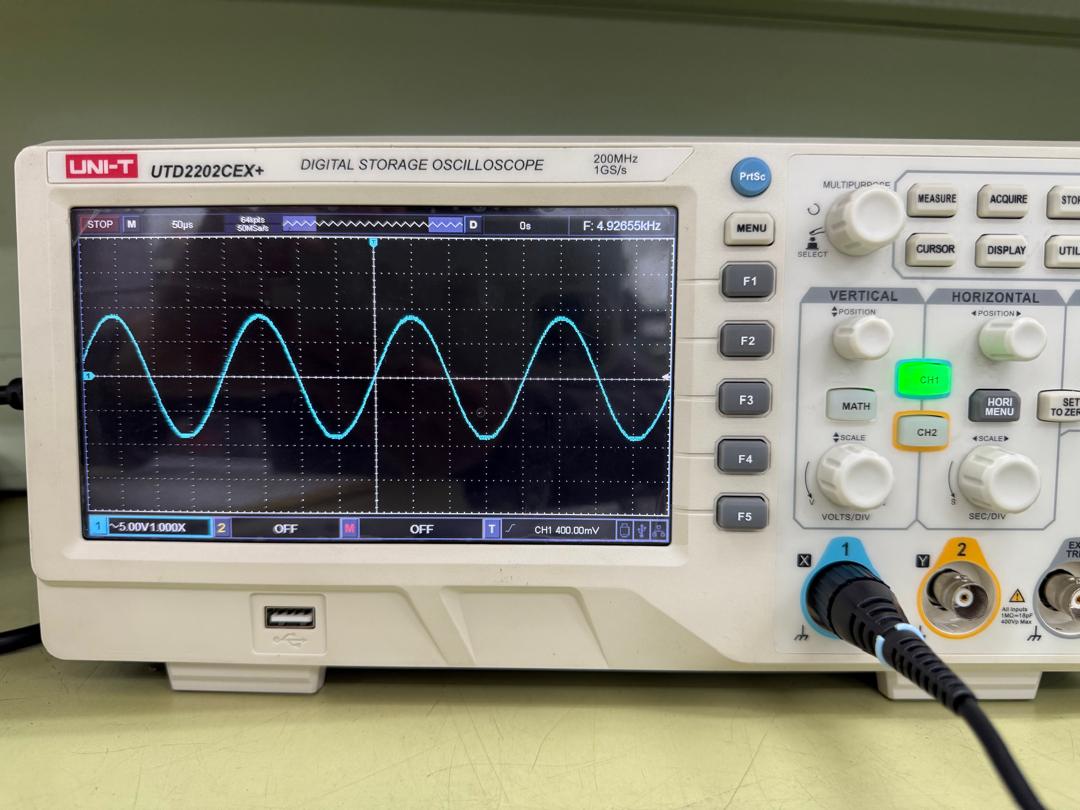 UNI-T UTD2202CEX+ DIGITAL STORAGE OSCILLOSCOPE
200MHz
1GS/s
STOP M 50μs
64kpts
50MSa/s
D 0s F: 4.92655kHz
T
1
1 ~5.00V1.000X 2 OFF M OFF T CH1 400.00mV
PrtSc
MENU
F1
F2
F3
F4
F5
MULTIPURPOSE
SELECT
MEASURE ACQUIRE
CURSOR DISPLAY
VERTICAL
POSITION
MATH
CH1
CH2
SCALE
V
VOLTS/DIV
HORIZONTAL
POSITION
HORI
MENU
SET
TO ZER
SCALE
S
SEC/DIV
X 1
Y 2
All Inputs
1MΩ=18pF
400Vp Max